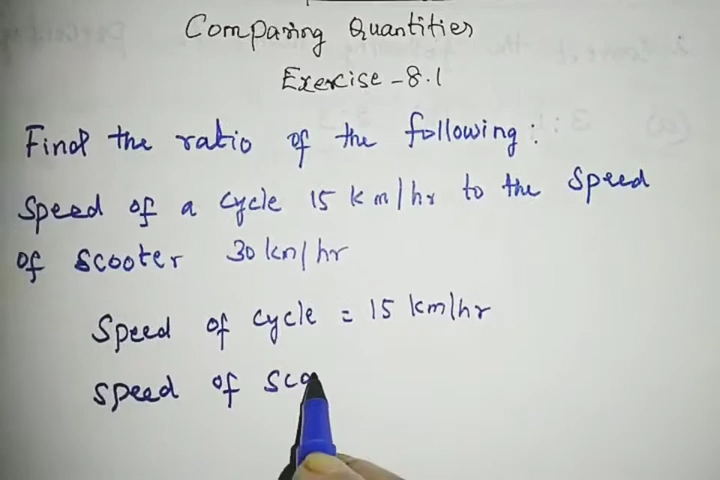 Comparing Quantities
Exercise - 8.1
Find the ratio of the following :
Speed of a cycle 15 km/hr to the speed
of scooter 30 km/hr
Speed of cycle = 15 km/hr
Speed of sco